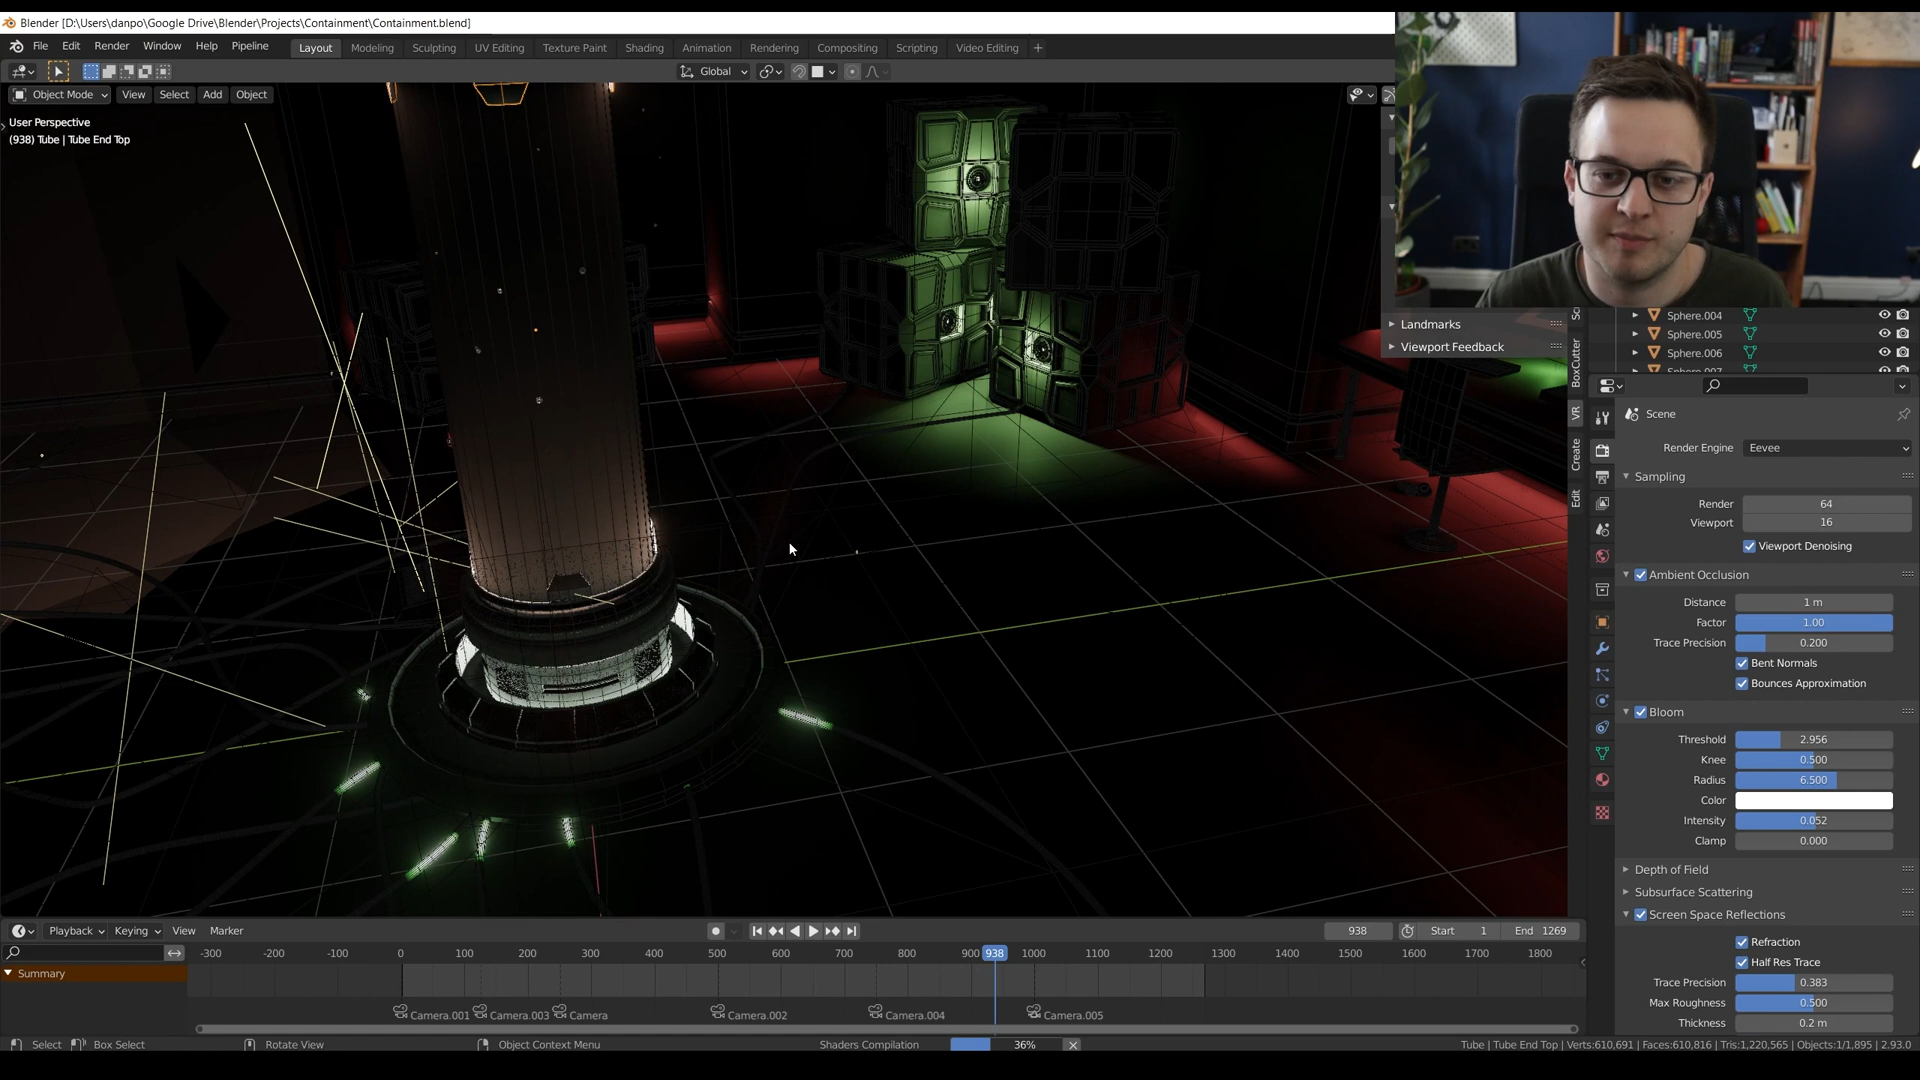 Blender [D:\Users\danpo\Google Drive\Blender\Projects\Containment\Containment.blend]
File Edit Render Window Help Pipeline Layout Modeling Sculpting UV Editing Texture Paint Shading Animation Rendering Compositing Scripting Video Editing +
Global
Object Mode View Select Add Object
User Perspective
(938) Tube | Tube End Top
Landmarks
Viewport Feedback
BoxCutter
VR
Create
Edit
Sphere.004
Sphere.005
Sphere.006
Scene
Render Engine Eevee
Sampling
Render 64
Viewport 16
Viewport Denoising
Ambient Occlusion
Distance 1 m
Factor 1.00
Trace Precision 0.200
Bent Normals
Bounces Approximation
Bloom
Threshold 2.956
Knee 0.500
Radius 6.500
Color
Intensity 0.052
Clamp 0.000
Depth of Field
Subsurface Scattering
Screen Space Reflections
Refraction
Half Res Trace
Trace Precision 0.383
Max Roughness 0.500
Thickness 0.2 m
Playback Keying View Marker 938 Start 1 End 1269
-300 -200 -100 0 100 200 300 400 500 600 700 800 900 938 1000 1100 1200 1300 1400 1500 1600 1700 1800
Summary
Camera.001 Camera.003 Camera Camera.002 Camera.004 Camera.005
Select Box Select Rotate View Object Context Menu Shaders Compilation 36% Tube | Tube End Top | Verts:610,691 | Faces:610,816 | Tris:1,220,565 | Objects:1/1,895 | 2.93.0